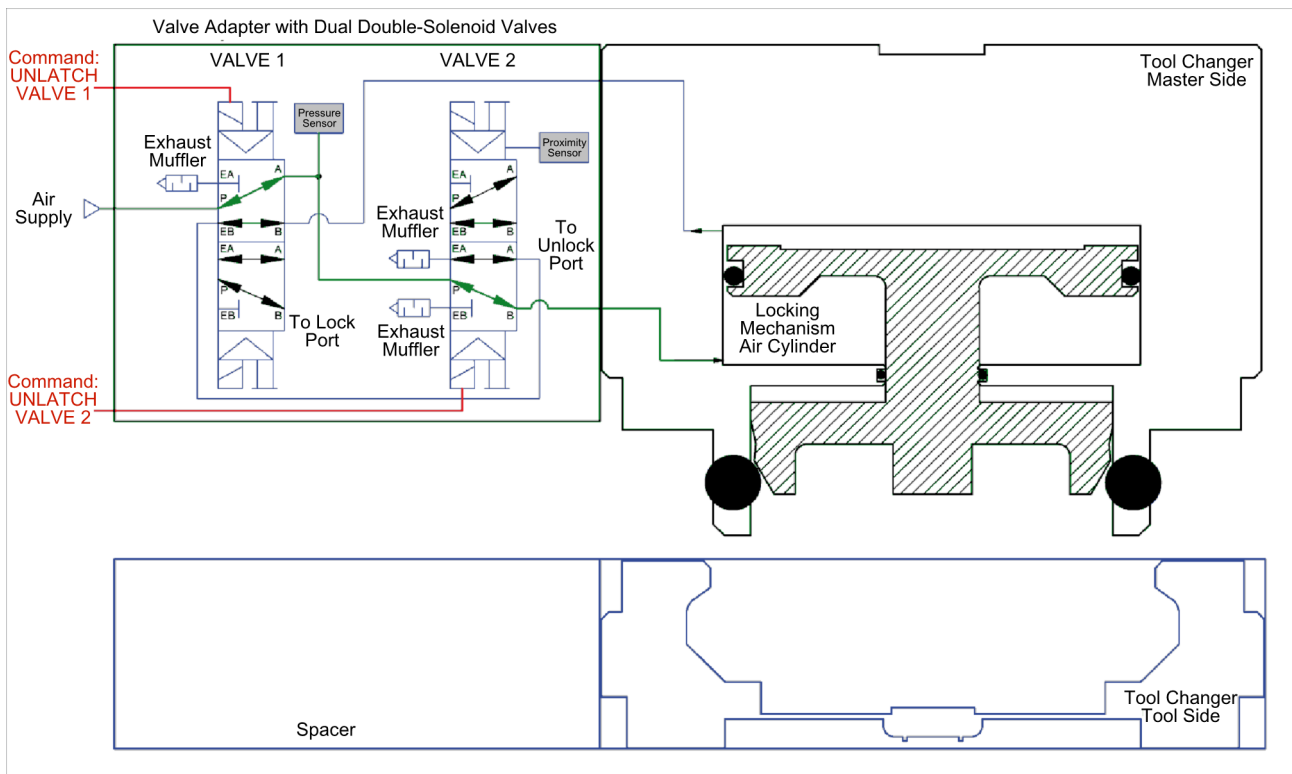 Valve Adapter with Dual Double-Solenoid Valves
Command:
UNLATCH
VALVE 1
VALVE 1
VALVE 2
Tool Changer
Master Side
Pressure
Sensor
Proximity
Sensor
Exhaust
Muffler
Air
Supply
EA
A
P
EB
B
EA
A
P
EB
B
To Lock
Port
EA
A
P
EB
B
EA
A
P
EB
B
Exhaust
Muffler
To
Unlock
Port
Exhaust
Muffler
Locking
Mechanism
Air Cylinder
Command:
UNLATCH
VALVE 2
Spacer
Tool Changer
Tool Side